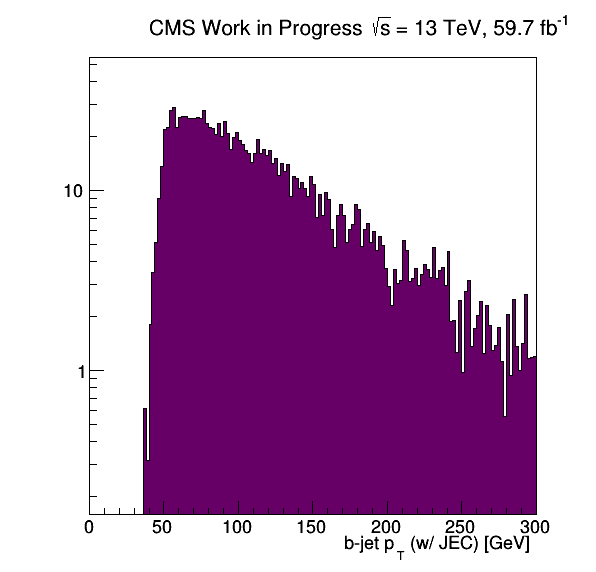 CMS Work in Progress √s = 13 TeV, 59.7 fb⁻¹
10
1
0 50 100 150 200 250 300
b-jet p_T (w/ JEC) [GeV]